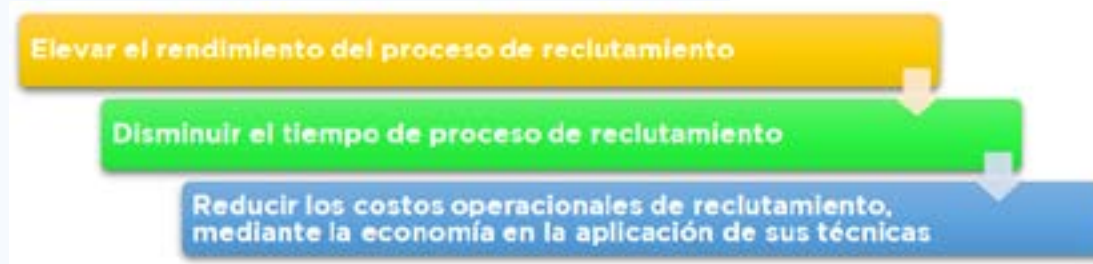 Elevar el rendimiento del proceso de reclutamiento
Disminuir el tiempo de proceso de reclutamiento
Reducir los costos operacionales de reclutamiento,
mediante la economía en la aplicación de sus técnicas